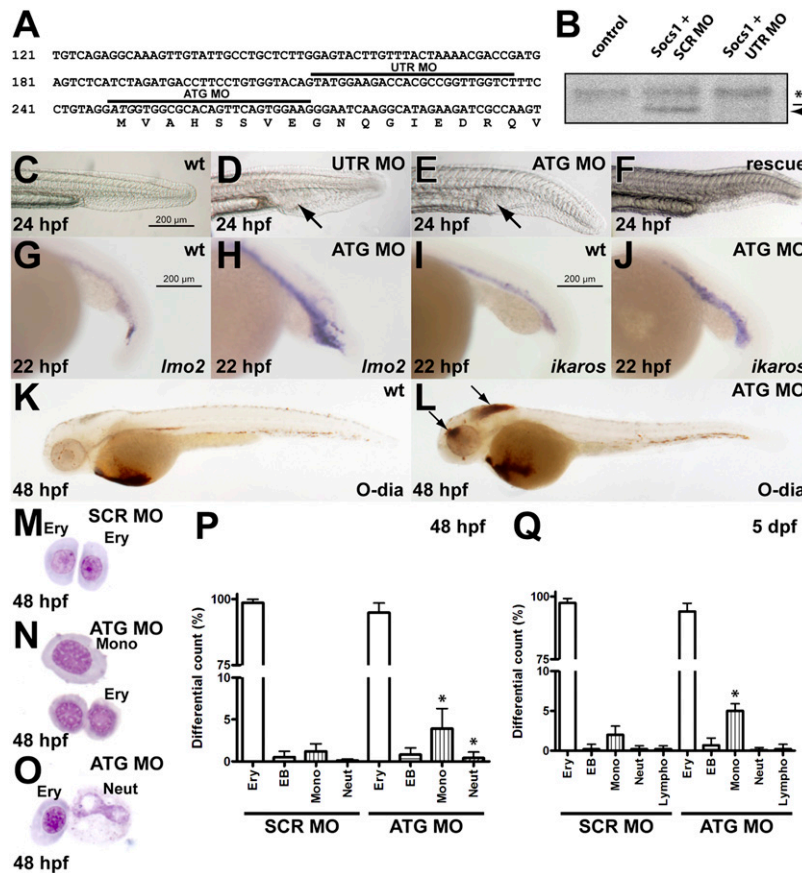 A
B
control
Socs1 +
SCR MO
Socs1 +
UTR MO
121 TGTCAGAGGCAAAGTTGTATTGCCTGCTCTTGGAGTACTTGTTTACTAAAACGACCGATG
UTR MO
181 AGTCTCATCTAGATGACCTTCCTGTGGTACAGTATGGAAGACCACGCCGGTTGGTCTTTC
ATG MO
241 CTGTAGGATGGTGGCGCACAGTTCAGTGGAAGGGAATCAAGGCATAGAAGATCGCCAAGT
M V A H S S V E G N Q G I E D R Q V
*
C wt
24 hpf
200 µm
D UTR MO
24 hpf
E ATG MO
24 hpf
F rescue
24 hpf
G wt
200 µm
22 hpf lmo2
H ATG MO
22 hpf lmo2
I wt
200 µm
22 hpf ikaros
J ATG MO
22 hpf ikaros
K wt
48 hpf O-dia
L ATG MO
48 hpf O-dia
M SCR MO
Ery
Ery
48 hpf
N ATG MO
Mono
Ery
48 hpf
O ATG MO
Ery
Neut
48 hpf
P 48 hpf
Differential count (%)
100
75
10
5
0
*
*
Ery
EB
Mono
Neut
Ery
EB
Mono
Neut
SCR MO
ATG MO
Q 5 dpf
Differential count (%)
100
75
10
5
0
*
Ery
EB
Mono
Neut
Lympho
Ery
EB
Mono
Neut
Lympho
SCR MO
ATG MO